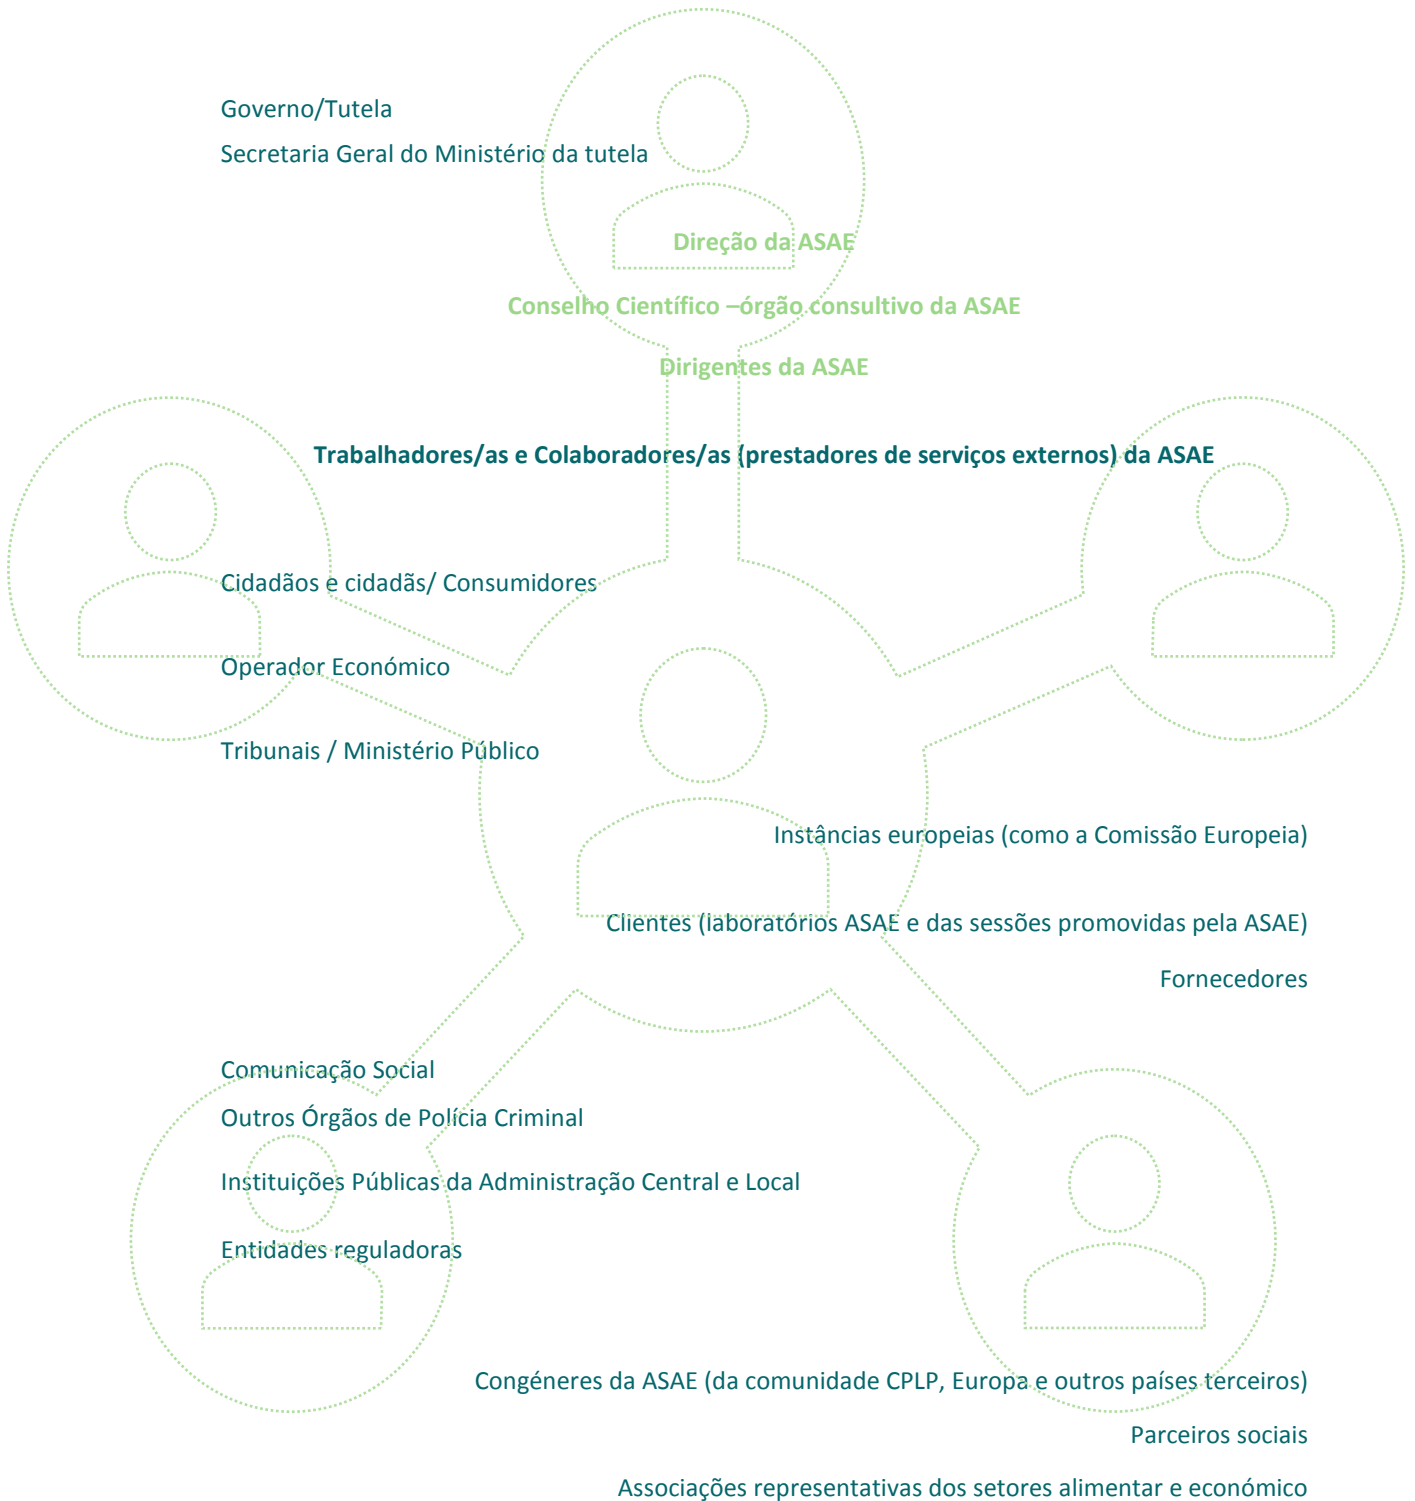 Governo/Tutela
Secretaria Geral do Ministério da tutela
Direção da ASAE
Conselho Científico –órgão consultivo da ASAE
Dirigentes da ASAE
Trabalhadores/as e Colaboradores/as (prestadores de serviços externos) da ASAE
Cidadãos e cidadãs/ Consumidores
Operador Económico
Tribunais / Ministério Público
Instâncias europeias (como a Comissão Europeia)
Clientes (laboratórios ASAE e das sessões promovidas pela ASAE)
Fornecedores
Comunicação Social
Outros Órgãos de Polícia Criminal
Instituições Públicas da Administração Central e Local
Entidades reguladoras
Congéneres da ASAE (da comunidade CPLP, Europa e outros países terceiros)
Parceiros sociais
Associações representativas dos setores alimentar e económico